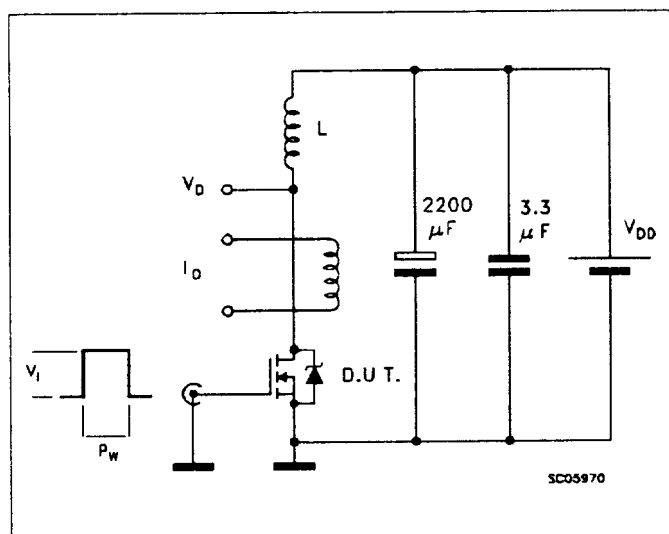 L
V_D
2200
μF
3.3
μF
V_DD
I_D
V_i
D.U T.
P_W
SC05970